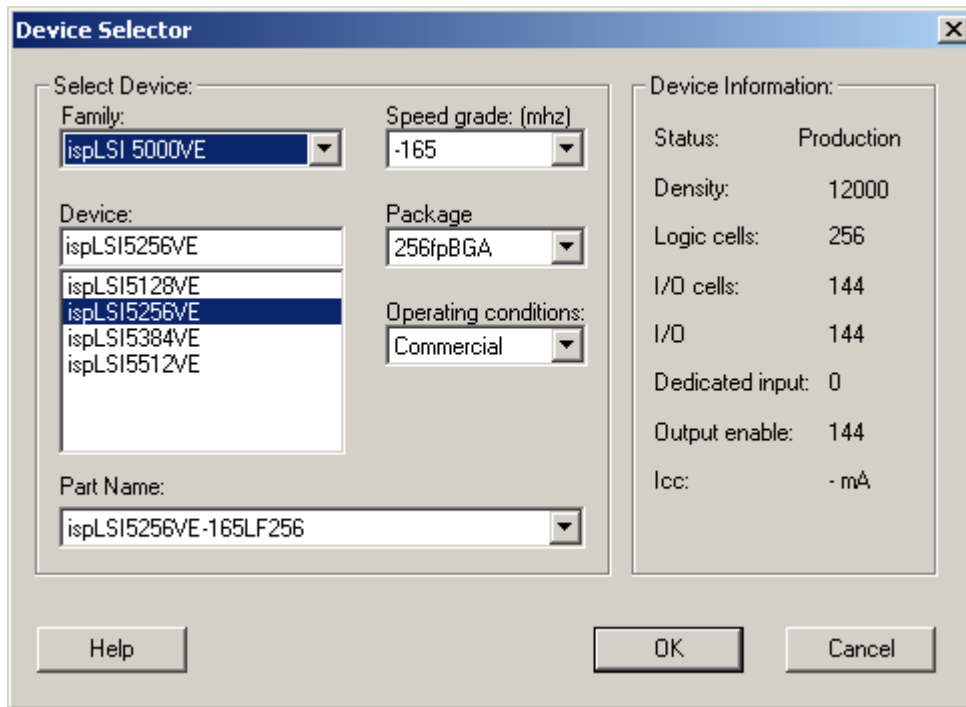 Device Selector
Select Device:
Family:
ispLSI 5000VE
Speed grade: (mhz)
-165
Device:
ispLSI5256VE
ispLSI5128VE
ispLSI5256VE
ispLSI5384VE
ispLSI5512VE
Package
256fpBGA
Operating conditions:
Commercial
Part Name:
ispLSI5256VE-165LF256
Device Information:
Status: Production
Density: 12000
Logic cells: 256
I/O cells: 144
I/O 144
Dedicated input: 0
Output enable: 144
Icc: - mA
Help
OK
Cancel